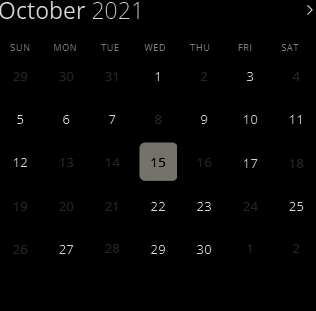 October 2021
SUN MON TUE WED THU FRI SAT
29 30 31 1 2 3 4
5 6 7 8 9 10 11
12 13 14 15 16 17 18
19 20 21 22 23 24 25
26 27 28 29 30 1 2